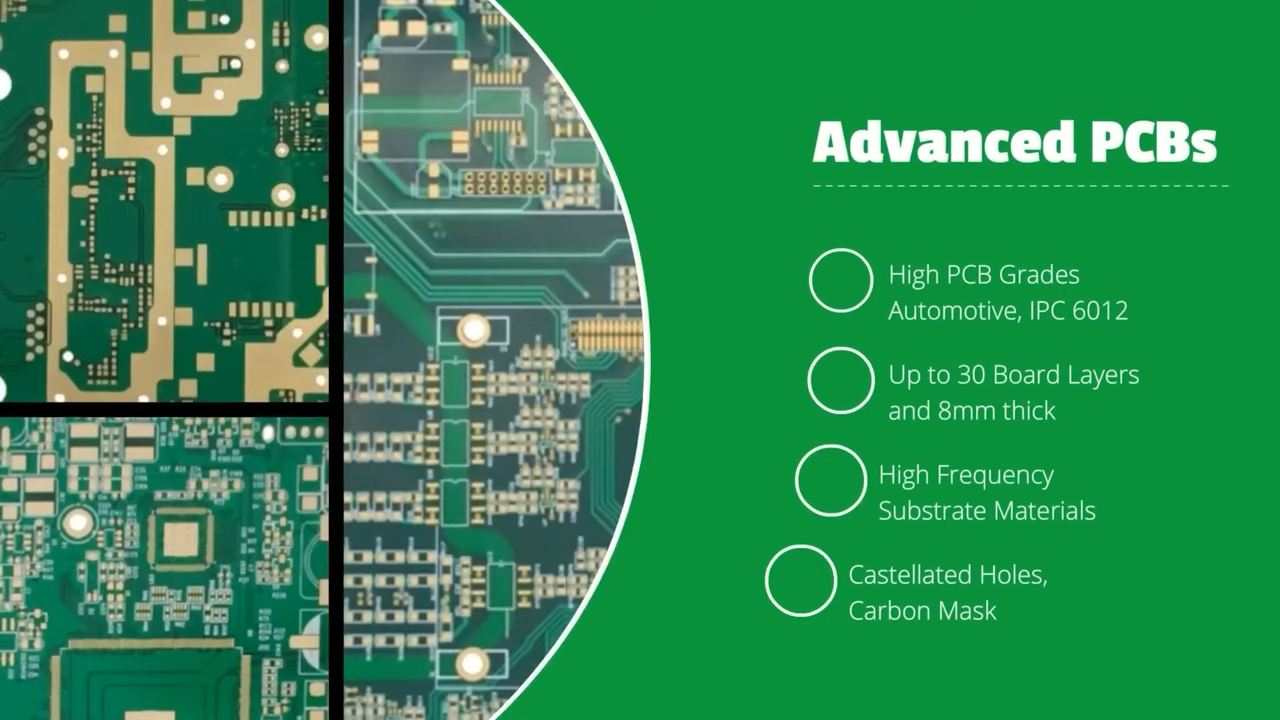 Advanced PCBs
High PCB Grades
Automotive, IPC 6012
Up to 30 Board Layers
and 8mm thick
High Frequency
Substrate Materials
Castellated Holes,
Carbon Mask